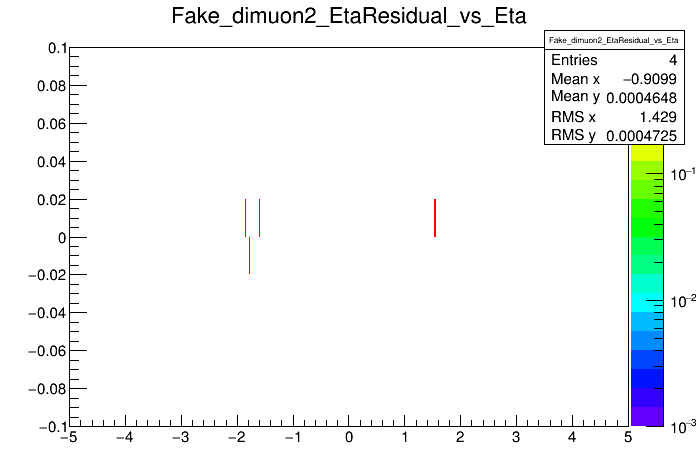 Fake_dimuon2_EtaResidual_vs_Eta
Fake_dimuon2_EtaResidual_vs_Eta
Entries 4
Mean x −0.9099
Mean y 0.0004648
RMS x 1.429
RMS y 0.0004725
0.1
0.08
0.06
0.04
0.02
0
−0.02
−0.04
−0.06
−0.08
−0.1
−5 −4 −3 −2 −1 0 1 2 3 4 5
10⁻¹
10⁻²
10⁻³